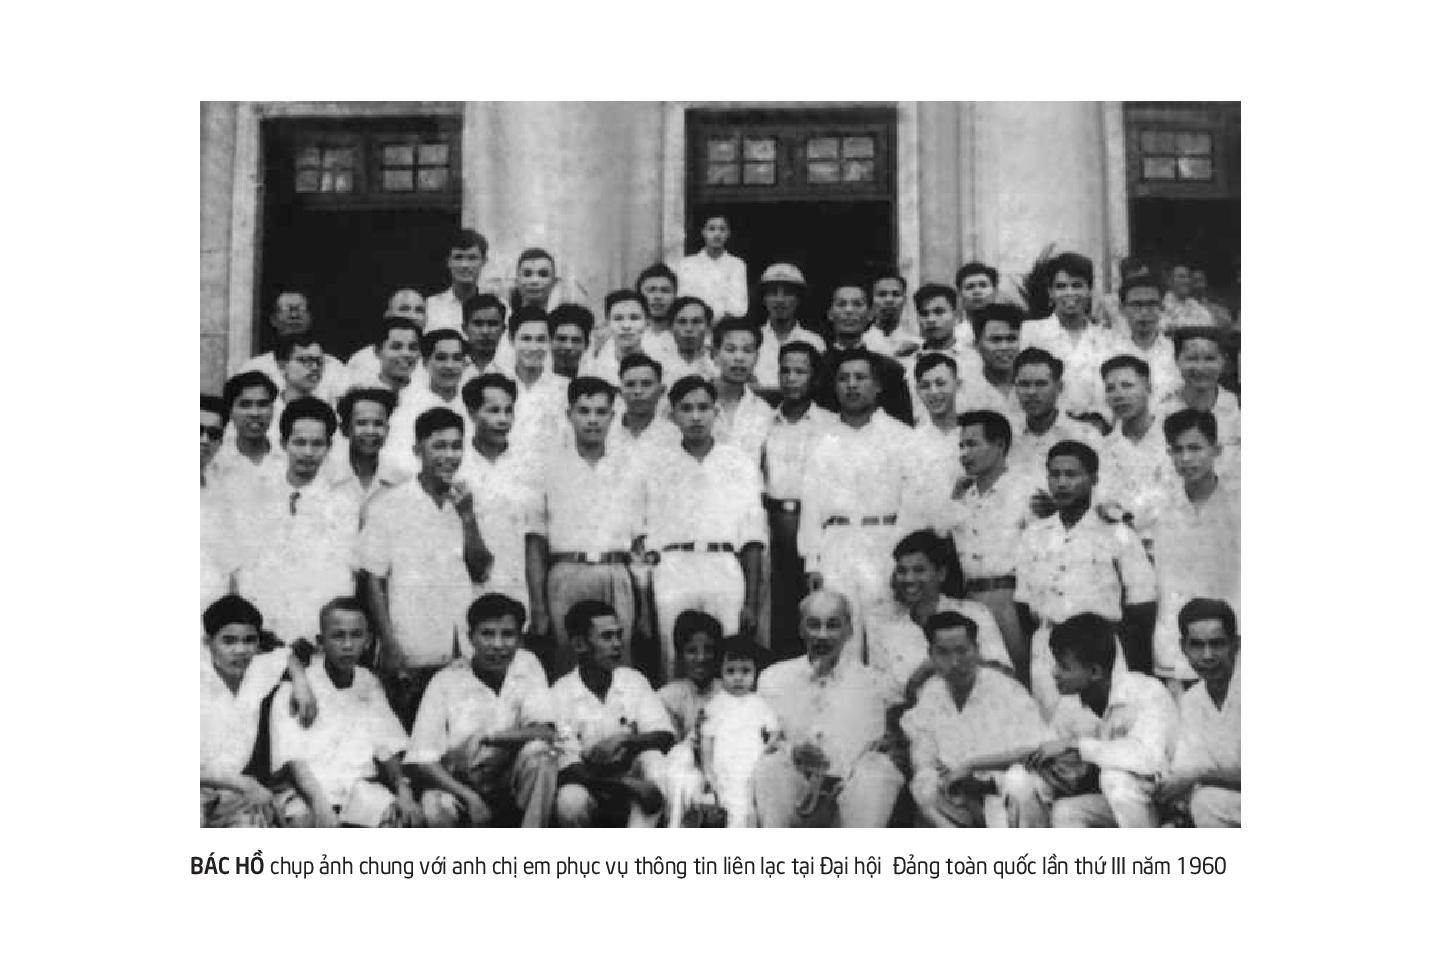 BÁC HỒ chụp ảnh chung với anh chị em phục vụ thông tin liên lạc tại Đại hội Đảng toàn quốc lần thứ III năm 1960